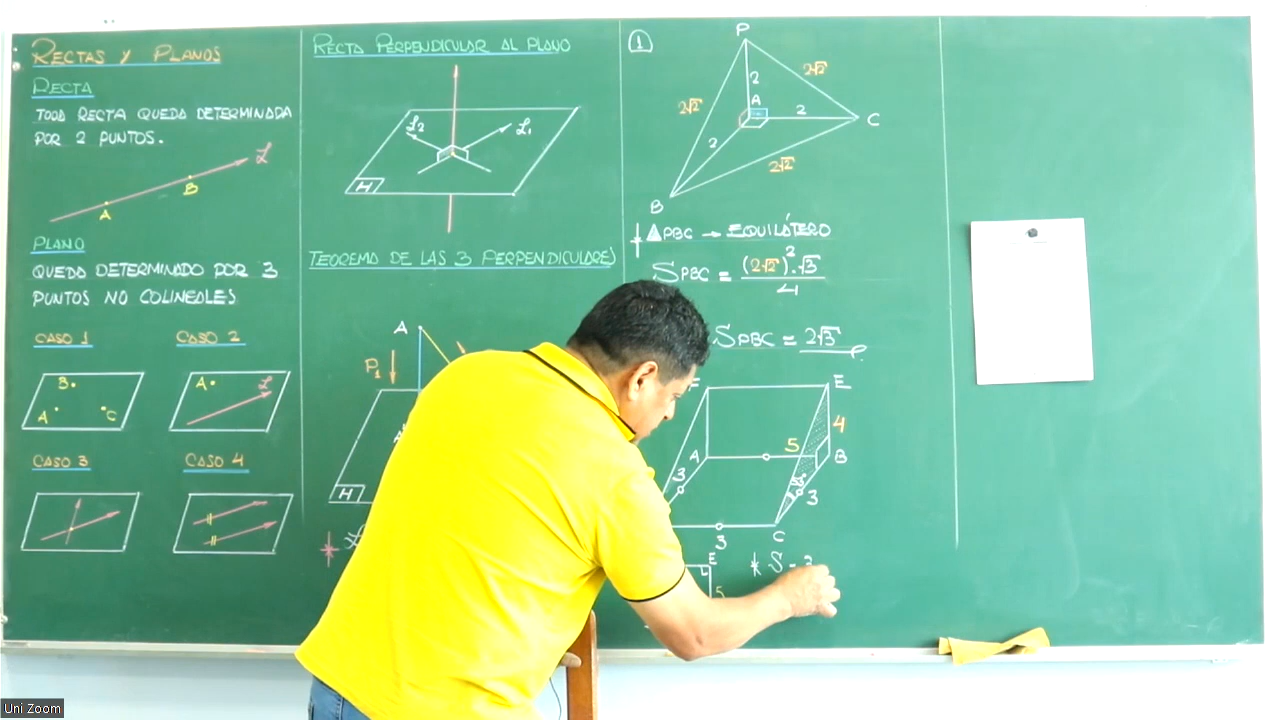 RECTAS Y PLANOS
RECTA
TODA RECTA QUEDA DETERMINADA
POR 2 PUNTOS.
A
B
L
PLANO
QUEDA DETERMINADO POR 3
PUNTOS NO COLINEALES
CASO 1
CASO 2
B.
A
C
A
L
CASO 3
CASO 4
RECTA PERPENDICULAR AL PLANO
L2
L1
H
TEOREMA DE LAS 3 PERPENDICULARES
A
P1
H
1
P
2√2
2
A
2
C
2√2
2
2√2
B
△PBC → EQUILÁTERO
SPBC = (2√2)².√3
4
SPBC = 2√3
F
E
4
A
5
B
3
5
3
C
3
E
5
* S = 3
Uni Zoom